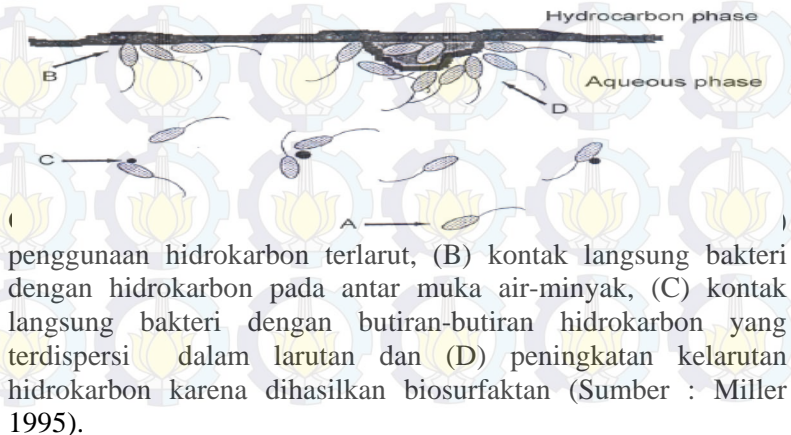 Hydrocarbon phase
B
Aqueous phase
D
C
A
)
penggunaan hidrokarbon terlarut, (B) kontak langsung bakteri
dengan hidrokarbon pada antar muka air-minyak, (C) kontak
langsung bakteri dengan butiran-butiran hidrokarbon yang
terdispersi dalam larutan dan (D) peningkatan kelarutan
hidrokarbon karena dihasilkan biosurfaktan (Sumber : Miller
1995).